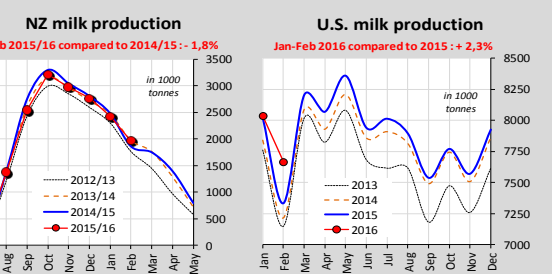 NZ milk production
b 2015/16 compared to 2014/15 : - 1,8%
in 1000
tonnes
3500
3000
2500
2000
1500
1000
500
0
2012/13
2013/14
2014/15
2015/16
Aug
Sep
Oct
Nov
Dec
Jan
Feb
Mar
Apr
May
U.S. milk production
Jan-Feb 2016 compared to 2015 : + 2,3%
in 1000
tonnes
8500
8250
8000
7750
7500
7250
7000
2013
2014
2015
2016
Jan
Feb
Mar
Apr
May
Jun
Jul
Aug
Sep
Oct
Nov
Dec